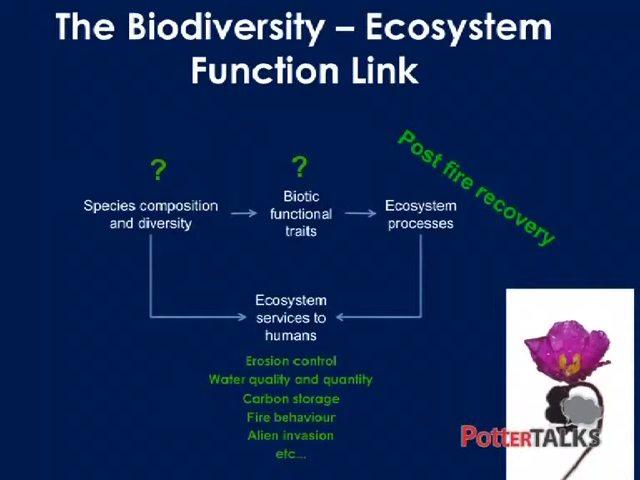 The Biodiversity – Ecosystem
Function Link
?
?
Post fire recovery
Species composition
and diversity
Biotic
functional
traits
Ecosystem
processes
Ecosystem
services to
humans
Erosion control
Water quality and quantity
Carbon storage
Fire behaviour
Alien invasion
etc...
PotterTALKS